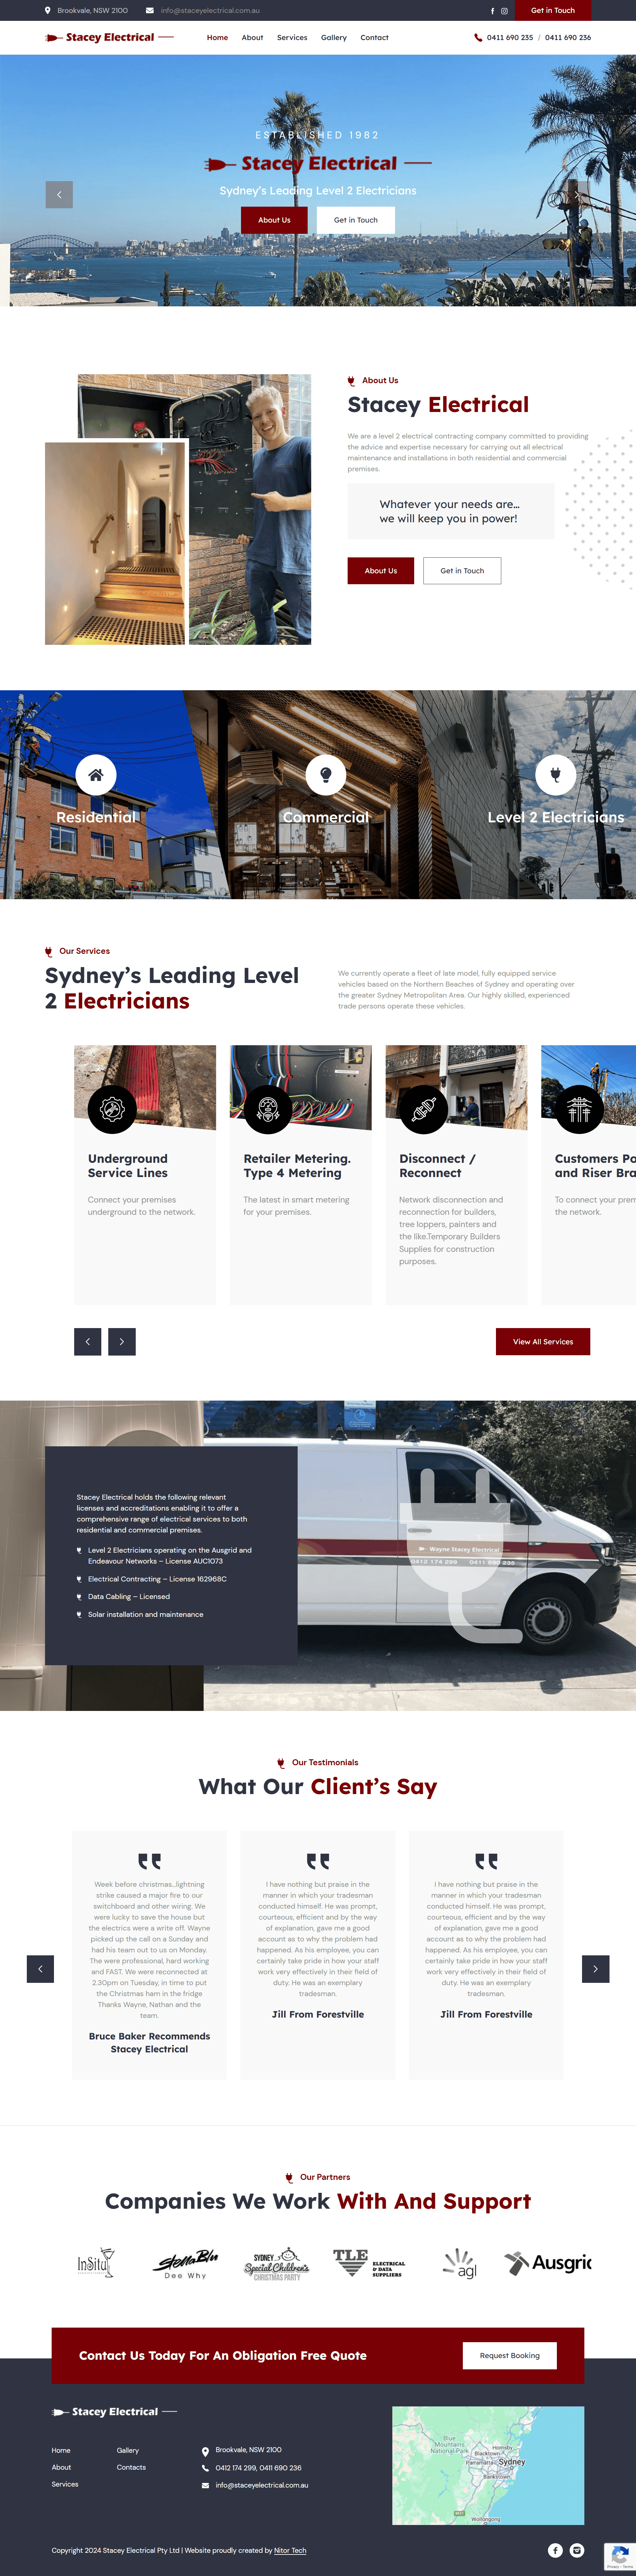 Brookvale, NSW 2100
info@staceyelectrical.com.au
Get in Touch
Stacey Electrical
Home About Services Gallery Contact
0411 690 235 / 0411 690 236
ESTABLISHED 1982
Stacey Electrical
Sydney's Leading Level 2 Electricians
About Us
Get in Touch
About Us
Stacey Electrical
We are a level 2 electrical contracting company committed to providing
the advice and expertise necessary for carrying out all electrical
maintenance and installations in both residential and commercial
premises.
Whatever your needs are...
we will keep you in power!
About Us
Get in Touch
Residential
Commercial
Level 2 Electricians
Our Services
Sydney's Leading Level
2 Electricians
We currently operate a fleet of late model, fully equipped service
vehicles based on the Northern Beaches of Sydney and operating over
the greater Sydney Metropolitan Area. Our highly skilled, experienced
trade persons operate these vehicles.
Underground
Service Lines
Connect your premises
underground to the network.
Retailer Metering.
Type 4 Metering
The latest in smart metering
for your premises.
Disconnect /
Reconnect
Network disconnection and
reconnection for builders,
tree loppers, painters and
the like.Temporary Builders
Supplies for construction
purposes.
Customers Po
and Riser Bra
To connect your prem
the network.
View All Services
Stacey Electrical holds the following relevant
licenses and accreditations enabling it to offer a
comprehensive range of electrical services to both
residential and commercial premises.
Level 2 Electricians operating on the Ausgrid and
Endeavour Networks – License AUC1073
Electrical Contracting – License 162968C
Data Cabling – Licensed
Solar installation and maintenance
Wayne Stacey Electrical
0412 174 299 0411 690 235
Our Testimonials
What Our Client's Say
Week before christmas...lightning
strike caused a major fire to our
switchboard and other wiring. We
were lucky to save the house but
the electrics were a write off. Wayne
picked up the call on a Sunday and
had his team out to us on Monday.
The were professional, hard working
and FAST. We were reonnected at
2.30pm on Tuesday, in time to put
the Christmas ham in the fridge
Thanks Wayne, Nathan and the
team.
Bruce Baker Recommends
Stacey Electrical
I have nothing but praise in the
manner in which your tradesman
conducted himself. He was prompt,
courteous, efficient and by the way
of explanation, gave me a good
account as to why the problem had
happened. As his employee, you can
certainly take pride in how your staff
work very effectively in their field of
duty. He was an exemplary
tradesman.
Jill From Forestville
I have nothing but praise in the
manner in which your tradesman
conducted himself. He was prompt,
courteous, efficient and by the way
of explanation, gave me a good
account as to why the problem had
happened. As his employee, you can
certainly take pride in how your staff
work very effectively in their field of
duty. He was an exemplary
tradesman.
Jill From Forestville
Our Partners
Companies We Work With And Support
InSitu
StellaBlu
Dee Why
SYDNEY
Special Children's
CHRISTMAS PARTY
TLE
ELECTRICAL
& DATA
SUPPLIERS
agl
Ausgrid
Contact Us Today For An Obligation Free Quote
Request Booking
Stacey Electrical
Home
About
Services
Gallery
Contacts
Brookvale, NSW 2100
0412 174 299, 0411 690 236
info@staceyelectrical.com.au
Blue
Mountains
National Park
Hornsby
Blacktown
Parramatta
Sydney
Bankstown
Wollongong
Copyright 2024 Stacey Electrical Pty Ltd | Website proudly created by Nitor Tech
Privacy - Terms